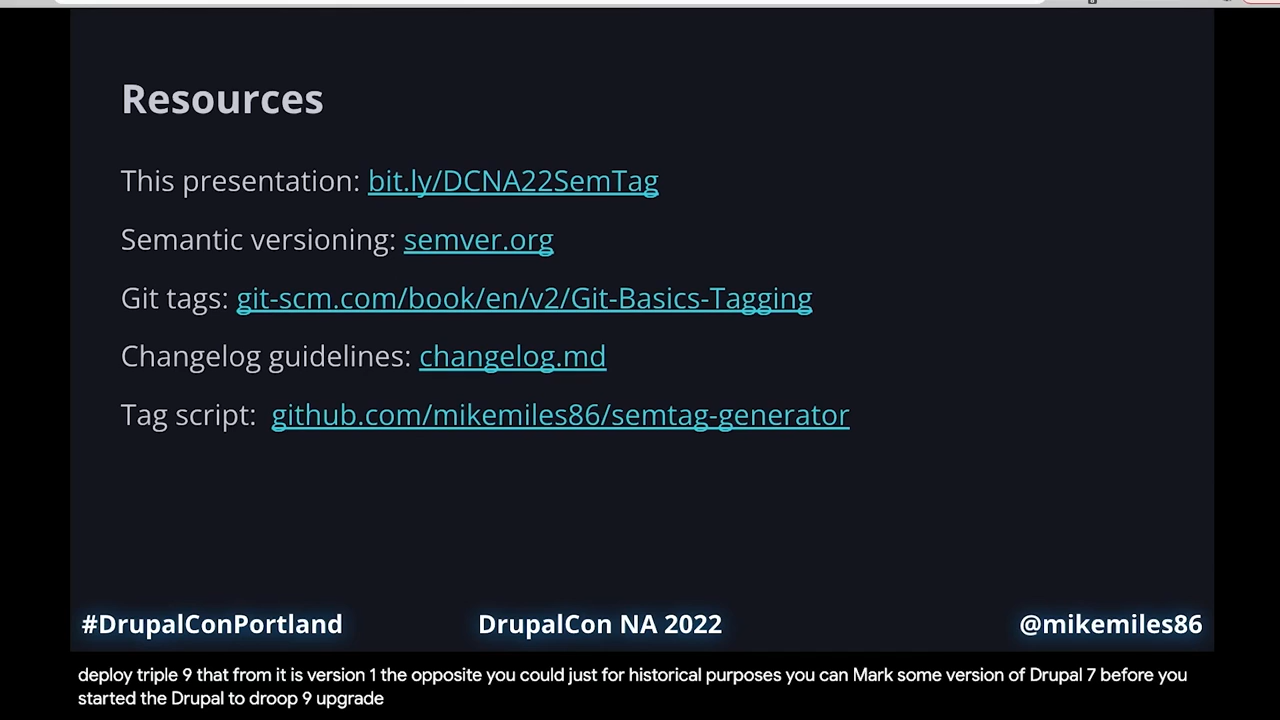 Resources
This presentation: bit.ly/DCNA22SemTag
Semantic versioning: semver.org
Git tags: git-scm.com/book/en/v2/Git-Basics-Tagging
Changelog guidelines: changelog.md
Tag script: github.com/mikemiles86/semtag-generator
#DrupalConPortland DrupalCon NA 2022 @mikemiles86
deploy triple 9 that from it is version 1 the opposite you could just for historical purposes you can Mark some version of Drupal 7 before you
started the Drupal to droop 9 upgrade